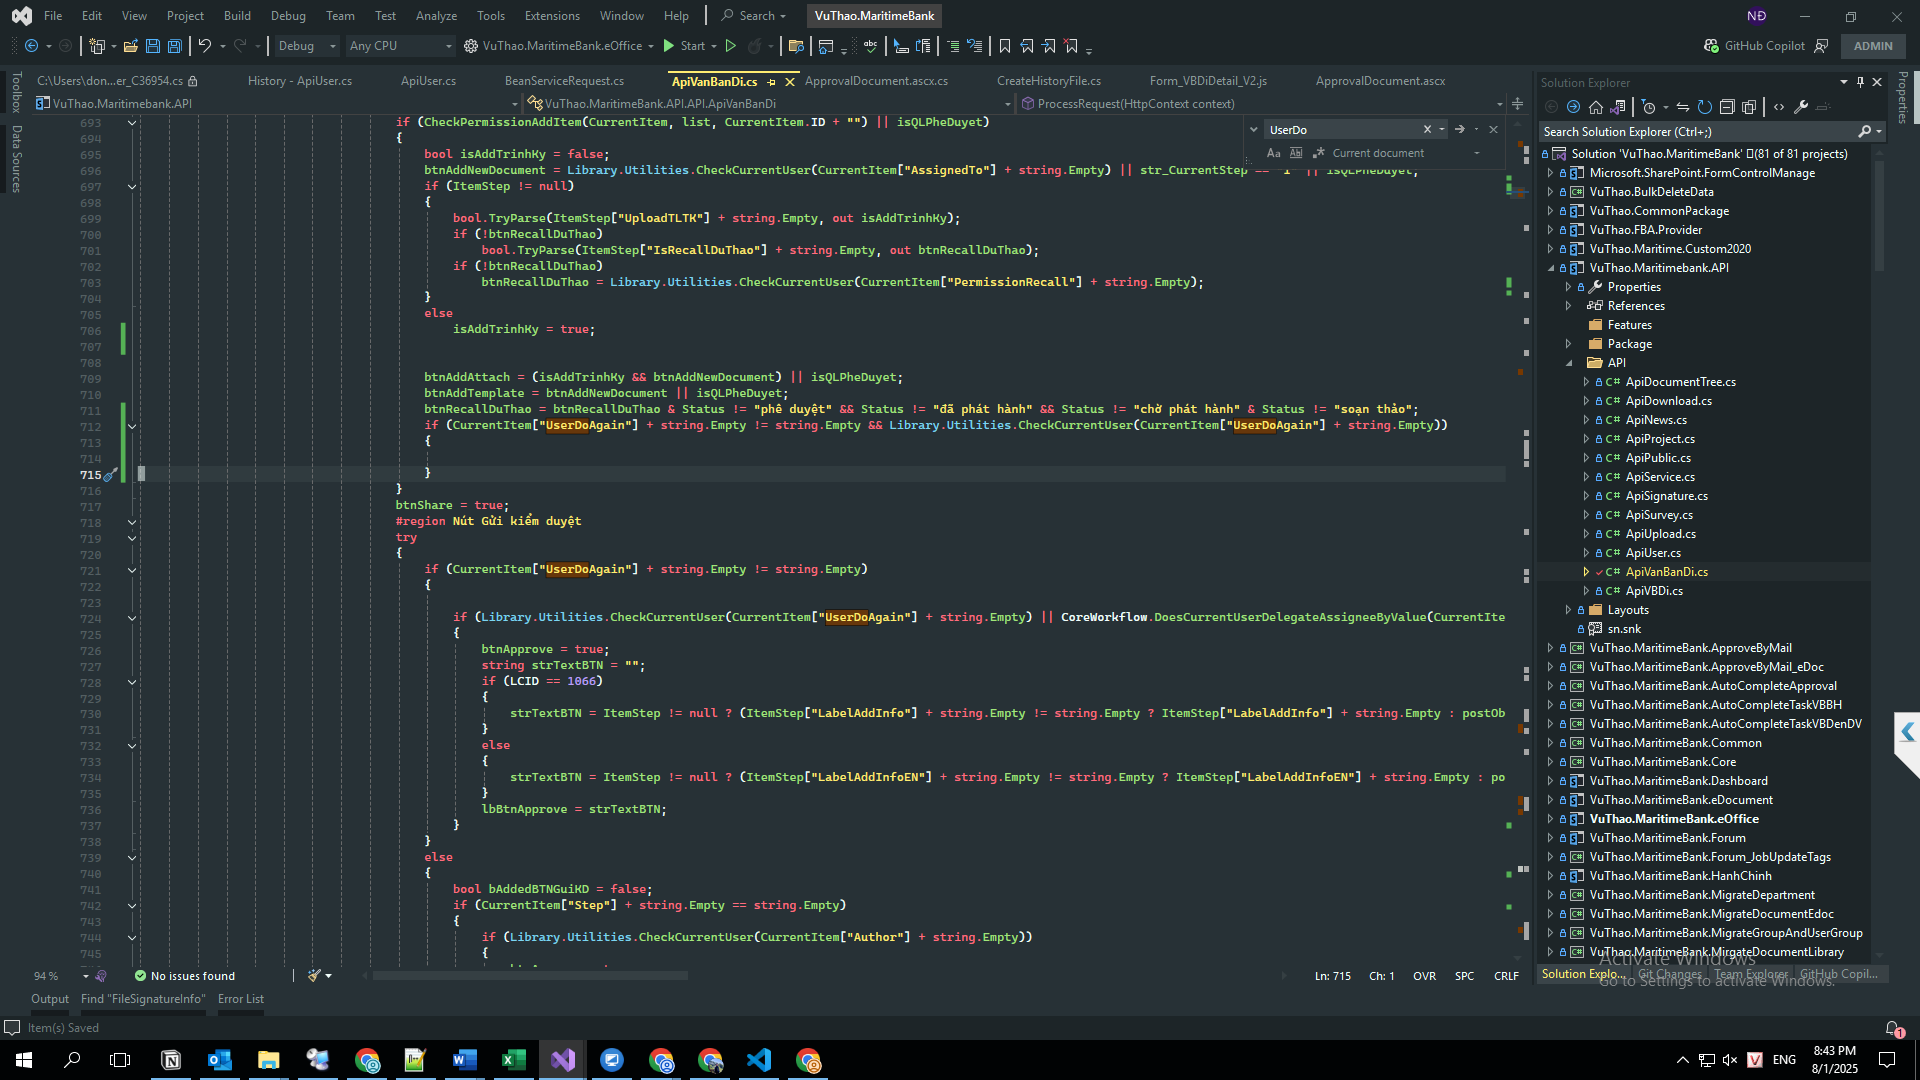 File Edit View Project Build Debug Team Test Analyze Tools Extensions Window Help Search VuThao.MaritimeBank NĐ
Debug Any CPU VuThao.MaritimeBank.eOffice Start GitHub Copilot ADMIN
C:\Users\don...er_C36954.cs History - ApiUser.cs ApiUser.cs BeanServiceRequest.cs ApiVanBanDi.cs ApprovalDocument.ascx.cs CreateHistoryFile.cs Form_VBDiDetail_V2.js ApprovalDocument.ascx
VuThao.Maritimebank.API VuThao.MaritimeBank.API.API.ApiVanBanDi ProcessRequest(HttpContext context)
Toolbox
Data Sources
UserDo
Aa Current document
693 if (CheckPermissionAddItem(CurrentItem, list, CurrentItem.ID + "") || isQLPheDuyet)
694 {
695 bool isAddTrinhKy = false;
696 btnAddNewDocument = Library.Utilities.CheckCurrentUser(CurrentItem["AssignedTo"] + string.Empty) || str_CurrentStep == "1" || isQLPheDuyet;
697 if (ItemStep != null)
698 {
699 bool.TryParse(ItemStep["UploadTLTK"] + string.Empty, out isAddTrinhKy);
700 if (!btnRecallDuThao)
701 bool.TryParse(ItemStep["IsRecallDuThao"] + string.Empty, out btnRecallDuThao);
702 if (!btnRecallDuThao)
703 btnRecallDuThao = Library.Utilities.CheckCurrentUser(CurrentItem["PermissionRecall"] + string.Empty);
704 }
705 else
706 isAddTrinhKy = true;
707
708
709 btnAddAttach = (isAddTrinhKy && btnAddNewDocument) || isQLPheDuyet;
710 btnAddTemplate = btnAddNewDocument || isQLPheDuyet;
711 btnRecallDuThao = btnRecallDuThao & Status != "phê duyệt" && Status != "đã phát hành" && Status != "chờ phát hành" & Status != "soạn thảo";
712 if (CurrentItem["UserDoAgain"] + string.Empty != string.Empty && Library.Utilities.CheckCurrentUser(CurrentItem["UserDoAgain"] + string.Empty))
713 {
714
715 }
716 }
717 btnShare = true;
718 #region Nút Gửi kiểm duyệt
719 try
720 {
721 if (CurrentItem["UserDoAgain"] + string.Empty != string.Empty)
722 {
723
724 if (Library.Utilities.CheckCurrentUser(CurrentItem["UserDoAgain"] + string.Empty) || CoreWorkflow.DoesCurrentUserDelegateAssigneeByValue(CurrentIte
725 {
726 btnApprove = true;
727 string strTextBTN = "";
728 if (LCID == 1066)
729 {
730 strTextBTN = ItemStep != null ? (ItemStep["LabelAddInfo"] + string.Empty != string.Empty ? ItemStep["LabelAddInfo"] + string.Empty : postOb
731 }
732 else
733 {
734 strTextBTN = ItemStep != null ? (ItemStep["LabelAddInfoEN"] + string.Empty != string.Empty ? ItemStep["LabelAddInfoEN"] + string.Empty : po
735 }
736 lbBtnApprove = strTextBTN;
737 }
738 }
739 else
740 {
741 bool bAddedBTNGuiKD = false;
742 if (CurrentItem["Step"] + string.Empty == string.Empty)
743 {
744 if (Library.Utilities.CheckCurrentUser(CurrentItem["Author"] + string.Empty))
745 {
94 % No issues found Ln: 715 Ch: 1 OVR SPC CRLF
Output Find "FileSignatureInfo" Error List
Item(s) Saved
Solution Explorer
Properties
Search Solution Explorer (Ctrl+;)
Solution 'VuThao.MaritimeBank' (81 of 81 projects)
Microsoft.SharePoint.FormControlManage
VuThao.BulkDeleteData
VuThao.CommonPackage
VuThao.FBA.Provider
VuThao.Maritime.Custom2020
VuThao.Maritimebank.API
Properties
References
Features
Package
API
C# ApiDocumentTree.cs
C# ApiDownload.cs
C# ApiNews.cs
C# ApiProject.cs
C# ApiPublic.cs
C# ApiService.cs
C# ApiSignature.cs
C# ApiSurvey.cs
C# ApiUpload.cs
C# ApiUser.cs
C# ApiVanBanDi.cs
C# ApiVBDi.cs
Layouts
sn.snk
VuThao.MaritimeBank.ApproveByMail
VuThao.MaritimeBank.ApproveByMail_eDoc
VuThao.MaritimeBank.AutoCompleteApproval
VuThao.MaritimeBank.AutoCompleteTaskVBBH
VuThao.MaritimeBank.AutoCompleteTaskVBDenDV
VuThao.MaritimeBank.Common
VuThao.MaritimeBank.Core
VuThao.MaritimeBank.Dashboard
VuThao.MaritimeBank.eDocument
VuThao.MaritimeBank.eOffice
VuThao.MaritimeBank.Forum
VuThao.MaritimeBank.Forum_JobUpdateTags
VuThao.MaritimeBank.HanhChinh
VuThao.MaritimeBank.MigrateDepartment
VuThao.MaritimeBank.MigrateDocumentEdoc
VuThao.MaritimeBank.MigrateGroupAndUserGroup
VuThao.MaritimeBank.MirgateDocumentLibrary
Activate Windows
Solution Explo... Git Changes Team Explorer GitHub Copil...
Go to Settings to activate Windows.
1
ENG 8:43 PM
8/1/2025